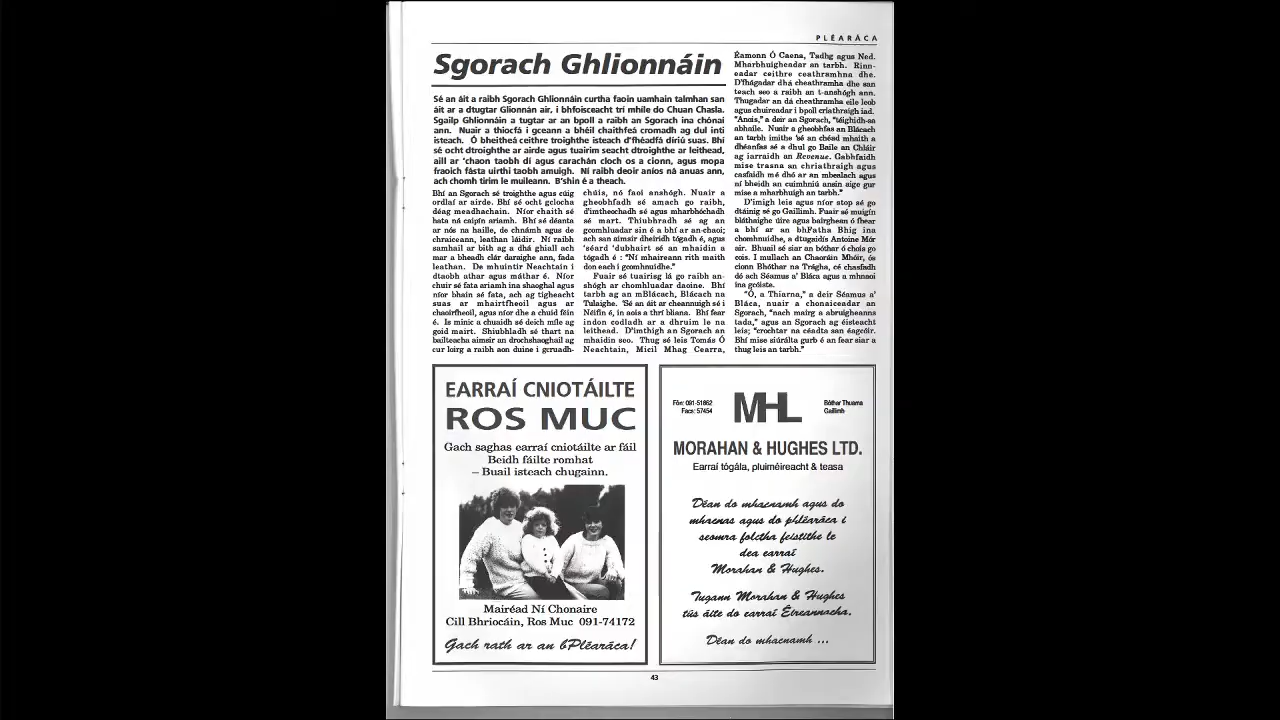 PLÉARÁCA
Sgorach Ghlionnáin
Sé an áit a raibh Sgorach Ghlionnáin curtha faoin uamhain talmhan san
áit ar a dtugtar Glionnán air, i bhfoisceacht trí mhíle do Chuan Chasla.
Sgailp Ghlionnáin a tugtar ar an bpoll a raibh an Sgorach ina chónaí
ann. Nuair a thiocfá i gceann a bhéil chaithfeá cromadh ag dul inti
isteach. Ó bheitheá ceithre troighthe isteach d'fhéadfá díriú suas. Bhí
sé ocht dtroighthe ar airde agus tuairim seacht dtroighthe ar leithead,
aill ar 'chaon taobh dí agus carachán cloch os a cionn, agus mopa
fraoich fásta uirthi taobh amuigh. Ní raibh deoir aníos ná anuas ann,
ach chomh tirim le muileann. B'shin é a theach.
Bhí an Sgorach sé troighthe agus cúig
ordlaí ar airde. Bhí sé ocht gclocha
déag meadhachain. Níor chaith sé
hata ná caipín ariamh. Bhí sé déanta
ar nós na haille, de chnámh agus de
chraiceann, leathan láidir. Ní raibh
samhail ar bith ag a dhá ghiall ach
mar a bheadh clár daraighe ann, fada
leathan. De mhuintir Neachtain i
dtaobh athar agus máthar é. Níor
chuir sé fata ariamh ina shaoghal agus
níor bhain sé fata, ach ag tigheacht
suas ar mhairtfheoil agus ar
chaoirfheoil, agus níor dhe a chuid féin
é. Is minic a chuaidh sé deich míle ag
goid mairt. Shiubhladh sé thart na
bailteacha aimsir an drochshaoghail ag
cur loirg a raibh aon duine i gcruadh-
chúis, nó faoi anshógh. Nuair a
gheobhfadh sé amach go raibh,
d'imtheochadh sé agus mharbhóchadh
sé mart. Thiubhradh sé ag an
gcomhluadar sin é a bhí ar an-chaoi;
ach san aimsir dheiridh tógadh é, agus
'séard 'dubhairt sé an mhaidin a
tógadh é : "Ní mhaireann rith maith
don each i gcomhnuidhe."
Fuair sé tuairisg lá go raibh an-
shógh ar chomhluadar daoine. Bhí
tarbh ag an mBlácach, Blácach na
Tulaighe. 'Sé an áit ar cheannuigh sé i
Néifin é, in aois a thrí bliana. Bhí fear
indon codladh ar a dhruim le na
leithead. D'imthigh an Sgorach an
mhaidin seo. Thug sé leis Tomás Ó
Neachtain, Micil Mhag Cearra,
Éamonn Ó Caena, Tadhg agus Ned.
Mharbhuigheadar an tarbh. Rinn-
eadar ceithre ceathramhna dhe.
D'fhágadar dhá cheathramha dhe san
teach seo a raibh an t-anshógh ann.
Thugadar an dá cheathramha eile leob
agus chuireadar i bpoll criathraigh iad.
"Anois," a deir an Sgorach, "téighidh-sa
abhaile. Nuair a gheobhfas an Blácach
an tarbh imithe 'sé an chéad mhaith a
dhéanfas sé a dhul go Baile an Chláir
ag iarraidh an Revenue. Gabhfaidh
mise trasna an chriathraigh agus
casfaidh mé dhó ar an mbealach agus
ní bheidh an cuimhniú ansin aige gur
mise a mharbhuigh an tarbh."
D'imigh leis agus níor stop sé go
dtáinig sé go Gaillimh. Fuair sé muigín
bláthaighe úire agus bairghean ó fhear
a bhí ar an bhFatha Bhig ina
chomhnuidhe, a dtugaidís Antoine Mór
air. Bhuail sé siar an bóthar ó chois go
cois. I mullach an Chaoráin Mhóir, ós
cionn Bhóthar na Trágha, cé chasfadh
dó ach Séamus a' Bláca agus a mhnaoi
ina gcóiste.
"Ó, a Thiarna," a deir Séamus a'
Bláca, nuair a chonaiceadar an
Sgorach, "nach mairg a abruigheanns
tada," agus an Sgorach ag éisteacht
leis; "crochtar na céadta san éagcóir.
Bhí mise siúrálta gurb é an fear siar a
thug leis an tarbh."
EARRAÍ CNIOTÁILTE
ROS MUC
Gach saghas earraí cniotáilte ar fáil
Beidh fáilte romhat
– Buail isteach chugainn.
Mairéad Ní Chonaire
Cill Bhriocáin, Ros Muc 091-74172
Gach rath ar an bPléaráca!
Fón: 091-51862
Face: 57454
MHL
Bóthar Thuama
Gaillimh
MORAHAN & HUGHES LTD.
Earraí tógála, pluiméireacht & teasa
Déan do mhacnamh agus do
mhacnas agus do phléaráca i
seomra folctha feistithe le
dea earraí
Morahan & Hughes.
Tugann Morahan & Hughes
tús áite do earraí Éireannacha.
Déan do mhacnamh ...
43